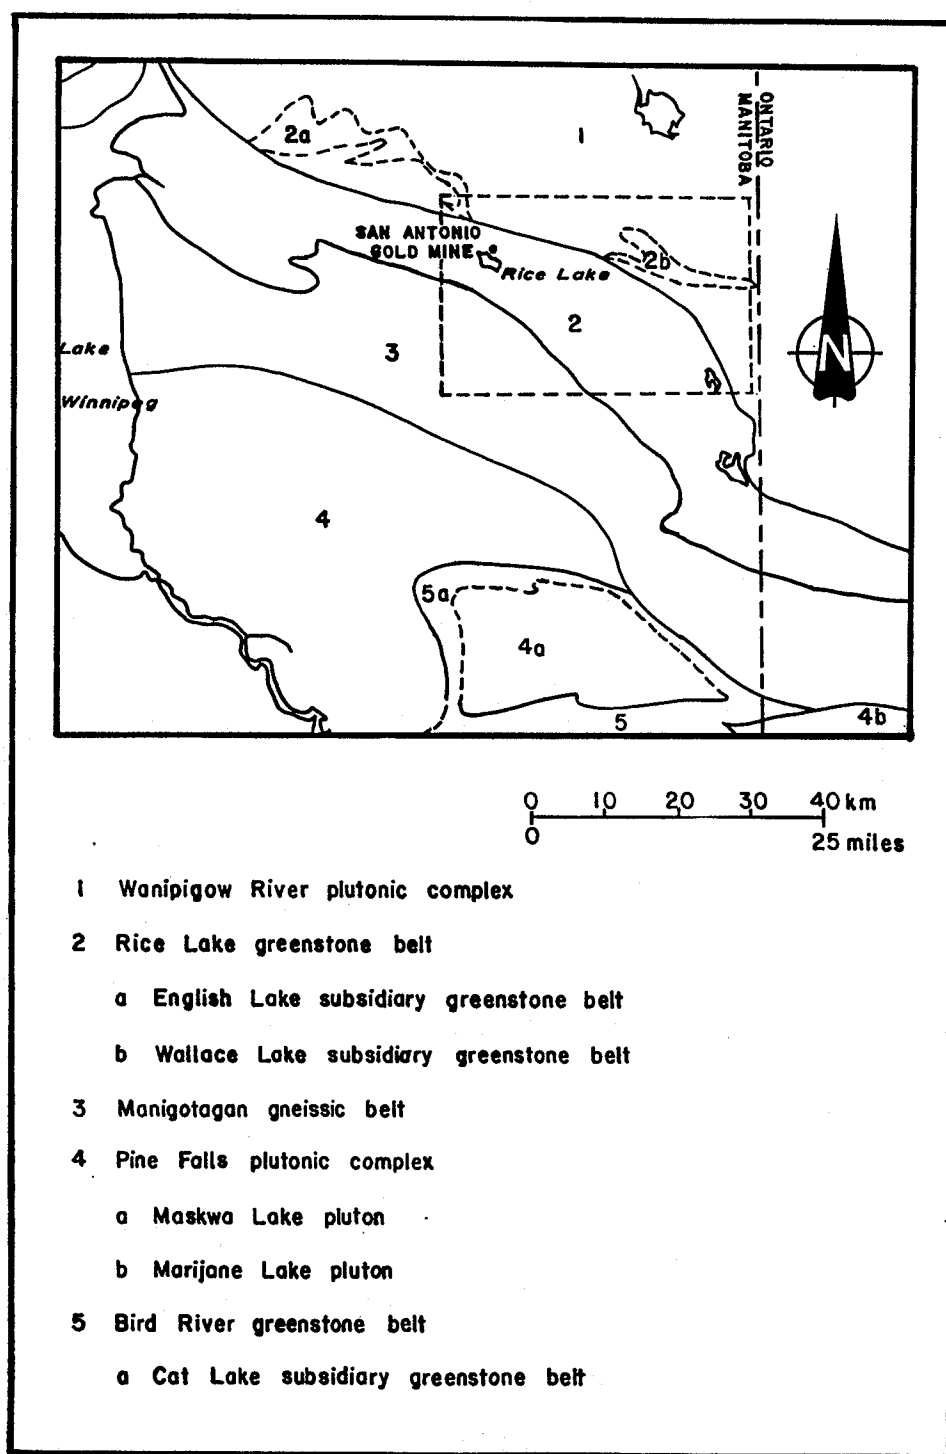 2a
1
ONTARIO
MANITOBA
SAN ANTONIO
GOLD MINE
Rice Lake
2b
2
N
Lake
Winnipeg
3
4
5a
4a
5
4b
0 10 20 30 40 km
0 25 miles
1 Wanipigow River plutonic complex
2 Rice Lake greenstone belt
a English Lake subsidiary greenstone belt
b Wallace Lake subsidiary greenstone belt
3 Manigotagan gneissic belt
4 Pine Falls plutonic complex
a Maskwa Lake pluton
b Marijane Lake pluton
5 Bird River greenstone belt
a Cat Lake subsidiary greenstone belt